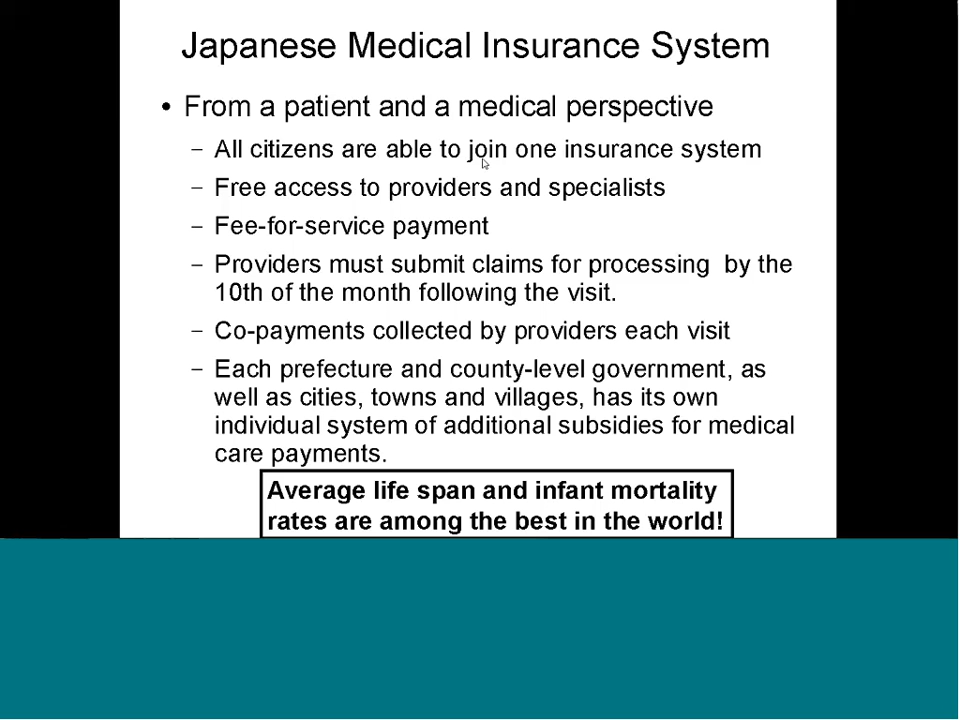 Japanese Medical Insurance System
• From a patient and a medical perspective
– All citizens are able to join one insurance system
– Free access to providers and specialists
– Fee-for-service payment
– Providers must submit claims for processing  by the
10th of the month following the visit.
– Co-payments collected by providers each visit
– Each prefecture and county-level government, as
well as cities, towns and villages, has its own
individual system of additional subsidies for medical
care payments.
Average life span and infant mortality
rates are among the best in the world!